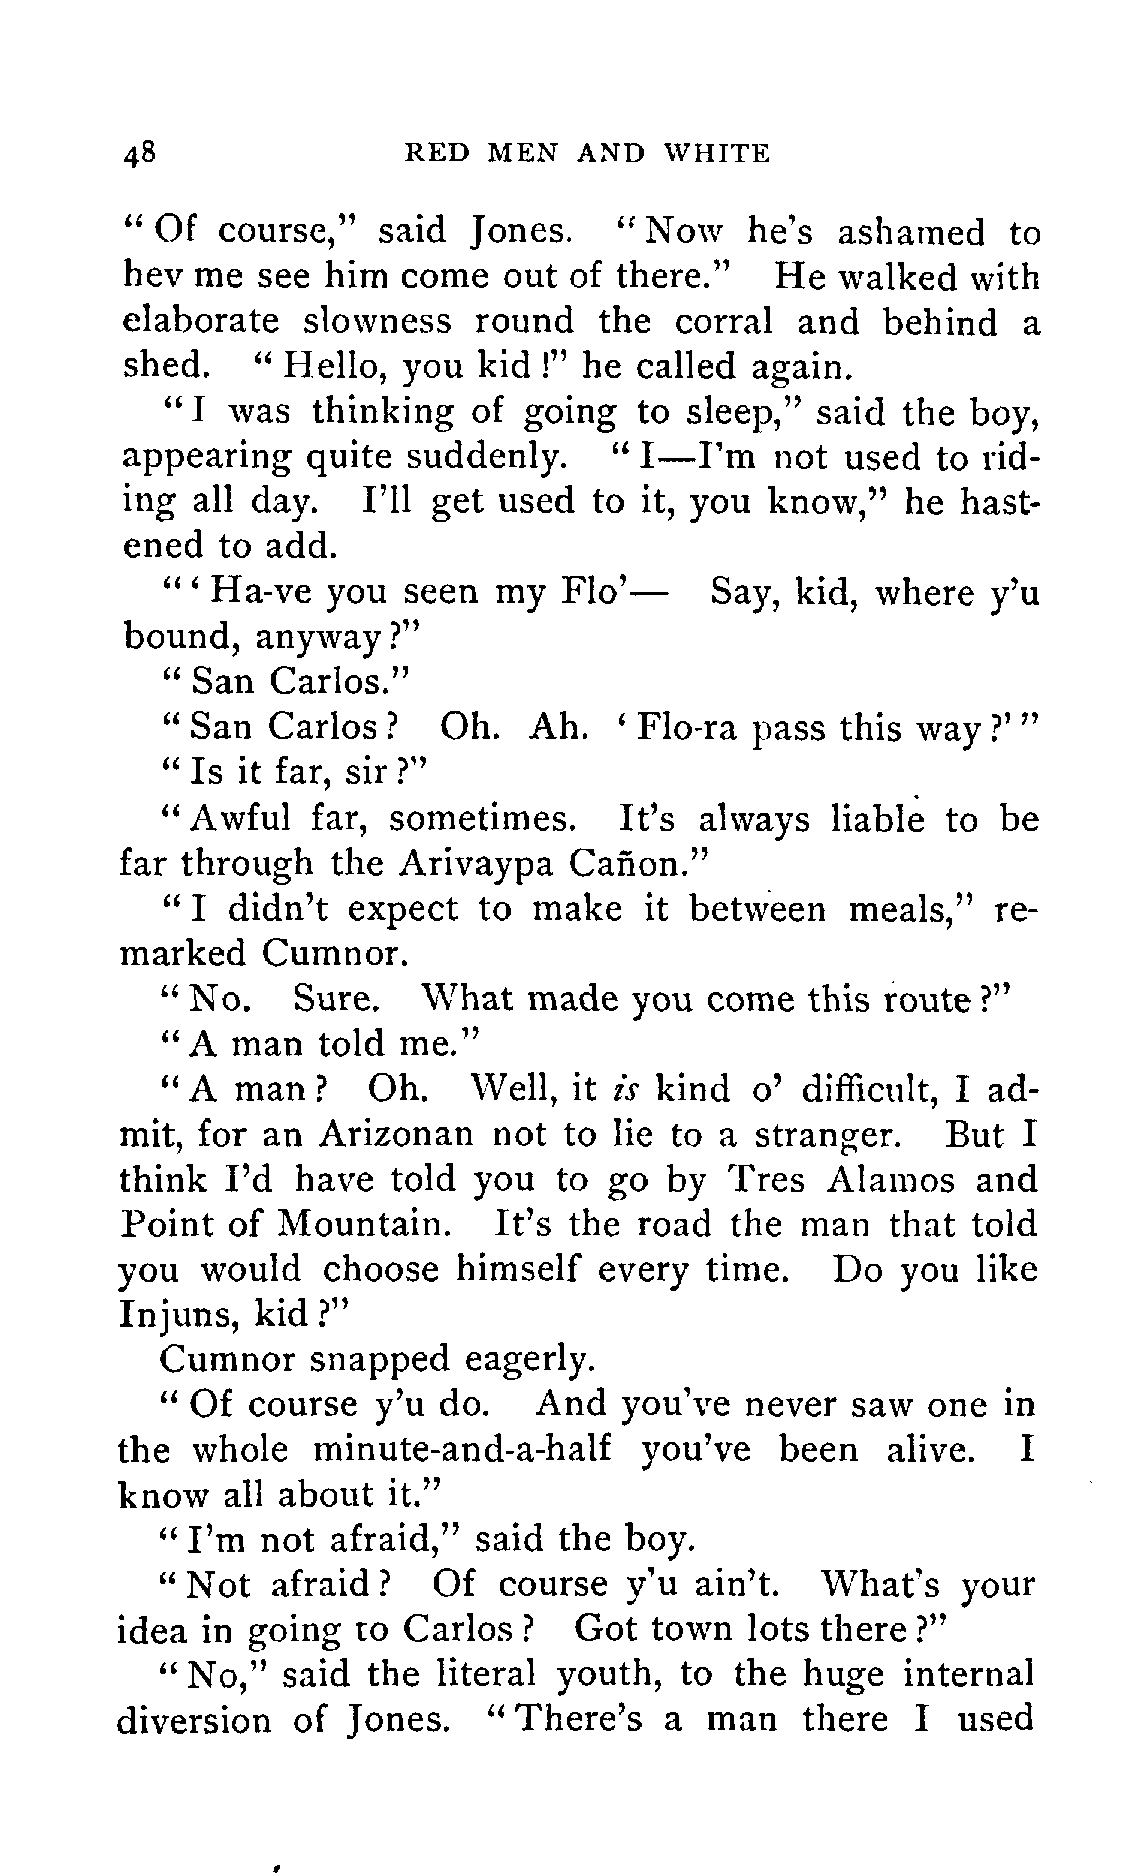 48 RED MEN AND WHITE
“ Of course,” said Jones. “ Now he’s ashamed to
hev me see him come out of there.” He walked with
elaborate slowness round the corral and behind a
shed. “ Hello, you kid !” he called again.
“ I was thinking of going to sleep,” said the boy,
appearing quite suddenly. “ I—I’m not used to rid-
ing all day. I’ll get used to it, you know,” he hast-
ened to add.
“ ‘ Ha-ve you seen my Flo’— Say, kid, where y’u
bound, anyway ?”
“ San Carlos.”
“ San Carlos ? Oh. Ah. ‘ Flo-ra pass this way ?’ ”
“ Is it far, sir ?”
“ Awful far, sometimes. It’s always liable to be
far through the Arivaypa Cañon.”
“ I didn’t expect to make it between meals,” re-
marked Cumnor.
“ No. Sure. What made you come this route ?”
“ A man told me.”
“ A man ? Oh. Well, it is kind o’ difficult, I ad-
mit, for an Arizonan not to lie to a stranger. But I
think I’d have told you to go by Tres Alamos and
Point of Mountain. It’s the road the man that told
you would choose himself every time. Do you like
Injuns, kid ?”
Cumnor snapped eagerly.
“ Of course y’u do. And you’ve never saw one in
the whole minute-and-a-half you’ve been alive. I
know all about it.”
“ I’m not afraid,” said the boy.
“ Not afraid ? Of course y’u ain’t. What’s your
idea in going to Carlos ? Got town lots there ?”
“ No,” said the literal youth, to the huge internal
diversion of Jones. “ There’s a man there I used